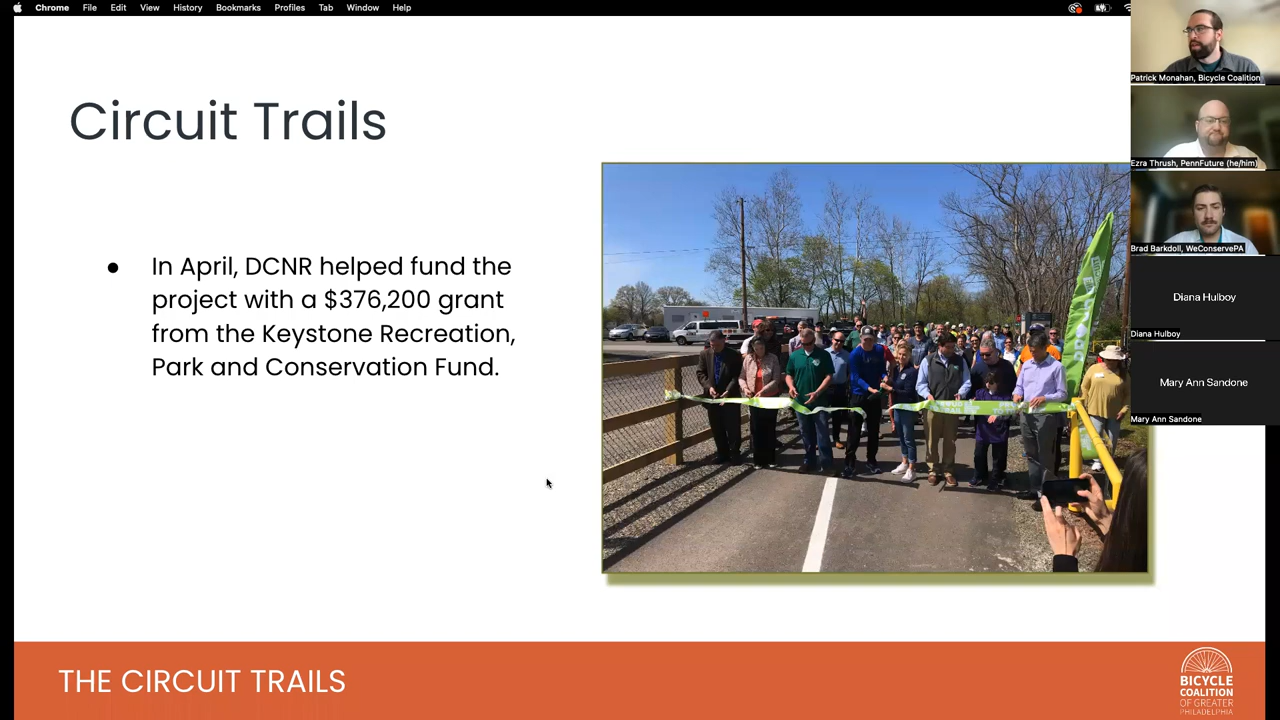 Chrome File Edit View History Bookmarks Profiles Tab Window Help
Circuit Trails
● In April, DCNR helped fund the
project with a $376,200 grant
from the Keystone Recreation,
Park and Conservation Fund.
Patrick Monahan, Bicycle Coalition
Ezra Thrush, PennFuture (he/him)
Brad Barkdoll, WeConservePA
Diana Hulboy
Diana Hulboy
Mary Ann Sandone
Mary Ann Sandone
THE CIRCUIT TRAILS
BICYCLE
COALITION
OF GREATER
PHILADELPHIA